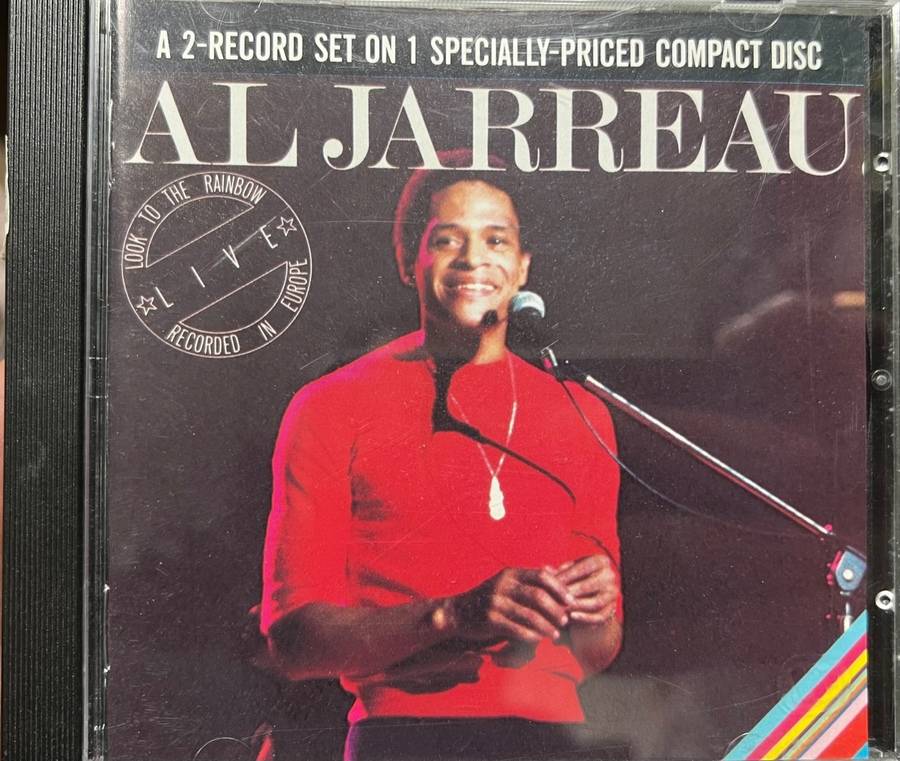 A 2-RECORD SET ON 1 SPECIALLY-PRICED COMPACT DISC
AL JARREAU
LOOK TO THE RAINBOW
LIVE
RECORDED IN EUROPE